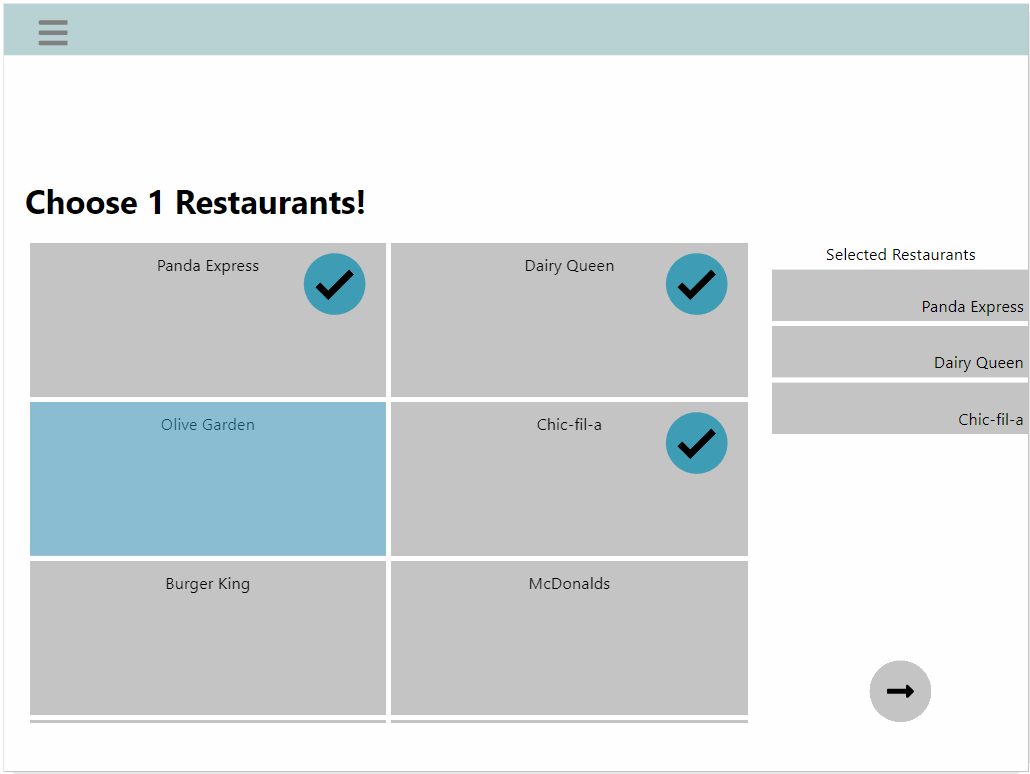 Choose 1 Restaurants!
Panda Express
Dairy Queen
Olive Garden
Chic-fil-a
Burger King
McDonalds
Selected Restaurants
Panda Express
Dairy Queen
Chic-fil-a